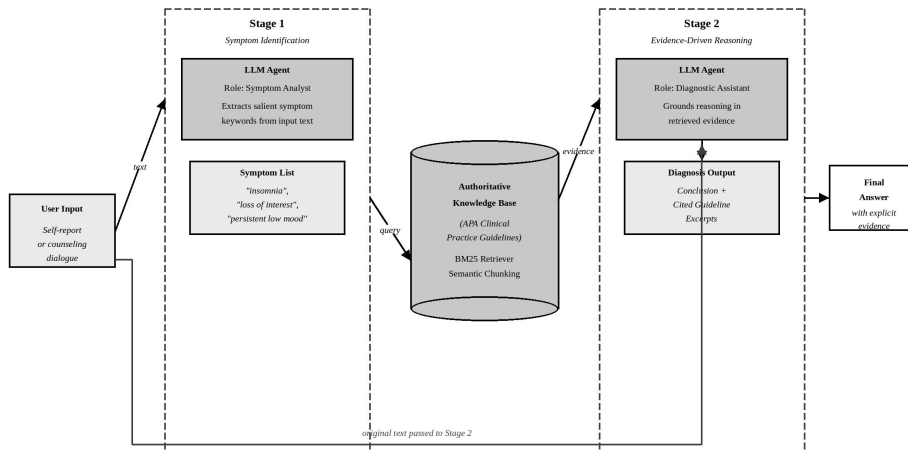 Stage 1
Symptom Identification
LLM Agent
Role: Symptom Analyst
Extracts salient symptom
keywords from input text
Symptom List
"insomnia",
"loss of interest",
"persistent low mood"
text
User Input
Self-report
or counseling
dialogue
query
Authoritative
Knowledge Base
(APA Clinical
Practice Guidelines)
BM25 Retriever
Semantic Chunking
evidence
Stage 2
Evidence-Driven Reasoning
LLM Agent
Role: Diagnostic Assistant
Grounds reasoning in
retrieved evidence
Diagnosis Output
Conclusion +
Cited Guideline
Excerpts
Final
Answer
with explicit
evidence
original text passed to Stage 2